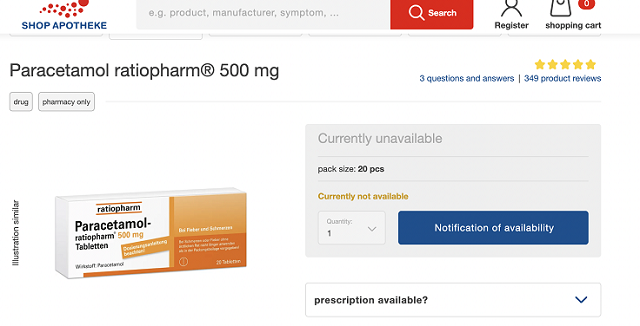 SHOP APOTHEKE
e.g. product, manufacturer, symptom, ...
Search
Register
0
shopping cart
Paracetamol ratiopharm® 500 mg
3 questions and answers | 349 product reviews
drug
pharmacy only
Illustration similar
ratiopharm
Paracetamol-
ratiopharm® 500 mg
Tabletten
Dosierungsanleitung
beachten!
Wirkstoff: Paracetamol
Bei Fieber und Schmerzen
20 Tabletten
Currently unavailable
pack size: 20 pcs
Currently not available
Quantity:
1
Notification of availability
prescription available?